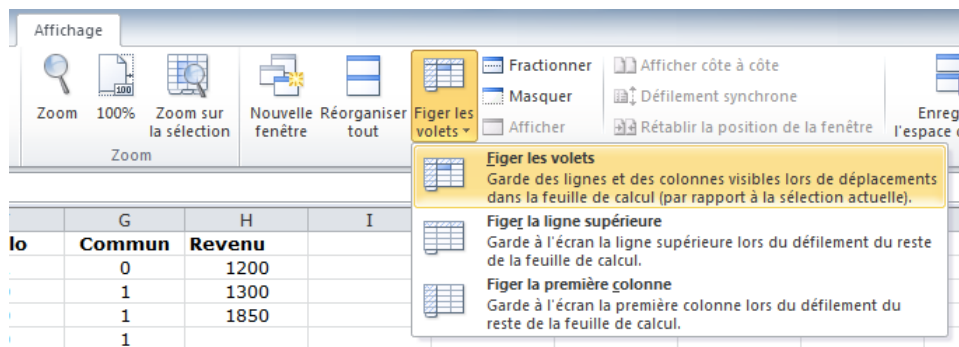 Affichage
100
Zoom 100% Zoom sur la sélection
Zoom
Nouvelle fenêtre Réorganiser tout
Figer les volets
Fractionner
Masquer
Afficher
Afficher côte à côte
Défilement synchrone
Rétablir la position de la fenêtre
Enreg
l'espace
Figer les volets
Garde des lignes et des colonnes visibles lors de déplacements
dans la feuille de calcul (par rapport à la sélection actuelle).
Figer la ligne supérieure
Garde à l'écran la ligne supérieure lors du défilement du reste
de la feuille de calcul.
Figer la première colonne
Garde à l'écran la première colonne lors du défilement du
reste de la feuille de calcul.
G H I
lo Commun Revenu
0 1200
1 1300
1 1850
1